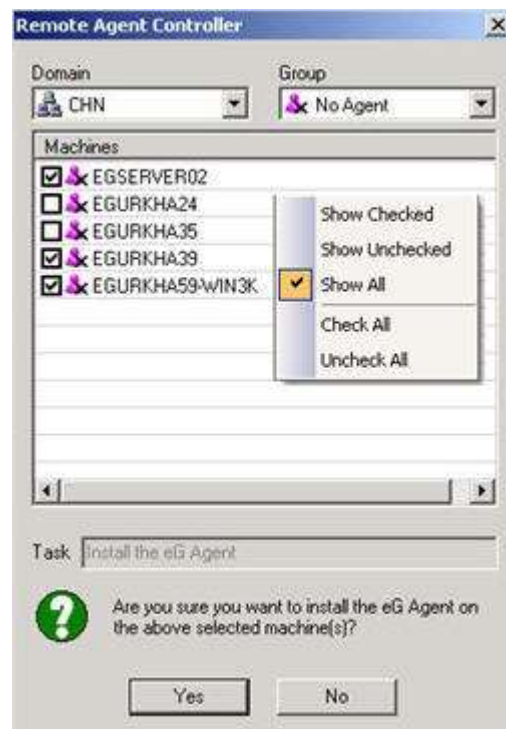 Remote Agent Controller
Domain Group
CHN No Agent
Machines
EGSERVER02
EGURKHA24
EGURKHA35
EGURKHA39
EGURKHA59-WIN3K
Show Checked
Show Unchecked
Show All
Check All
Uncheck All
Task Install the eG Agent
Are you sure you want to install the eG Agent on
the above selected machine(s)?
Yes No